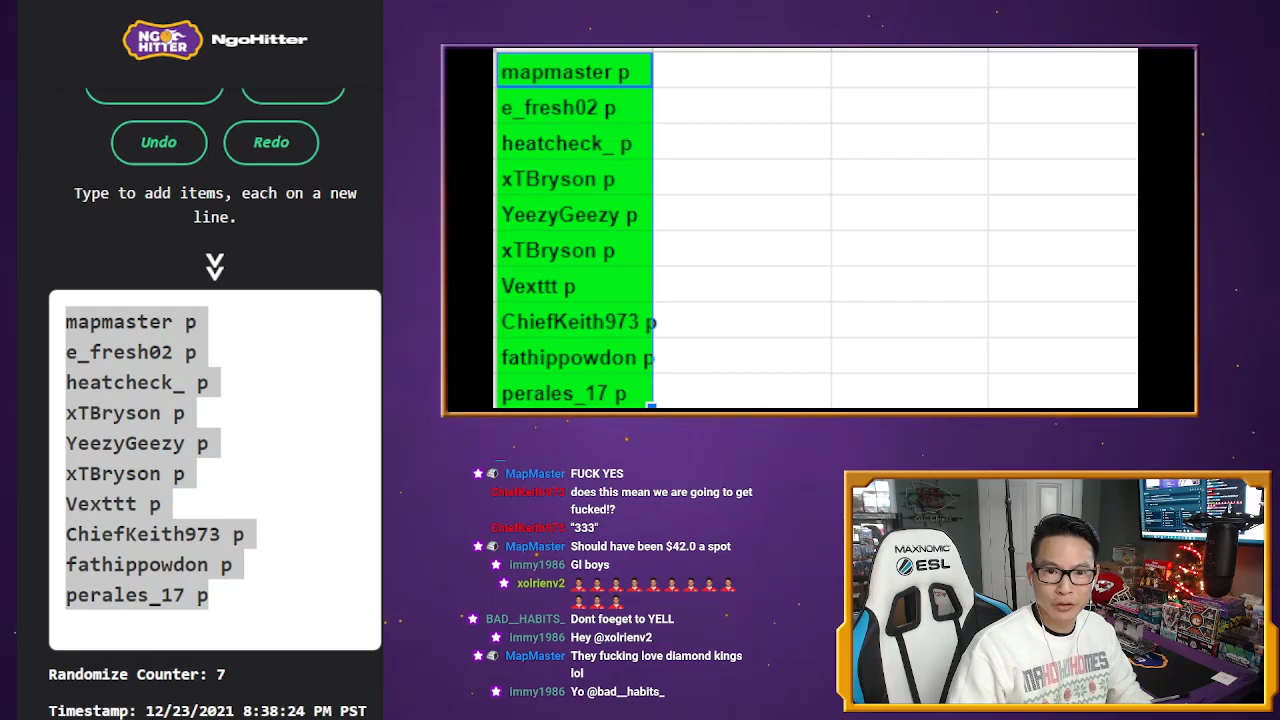 NGO
HITTER
NgoHitter
Undo
Redo
Type to add items, each on a new
line.
mapmaster p
e_fresh02 p
heatcheck_ p
xTBryson p
YeezyGeezy p
xTBryson p
Vexttt p
ChiefKeith973 p
fathippowdon p
perales_17 p
Randomize Counter: 7
Timestamp: 12/23/2021 8:38:24 PM PST
mapmaster p
e_fresh02 p
heatcheck_ p
xTBryson p
YeezyGeezy p
xTBryson p
Vexttt p
ChiefKeith973 p
fathippowdon p
perales_17 p
MapMaster FUCK YES
ChiefKeith973 does this mean we are going to get
fucked!?
ChiefKeith973 "333"
MapMaster Should have been $42.0 a spot
immy1986 Gl boys
xolrienv2
BAD__HABITS_ Dont foeget to YELL
immy1986 Hey @xolrienv2
MapMaster They fucking love diamond kings
lol
immy1986 Yo @bad__habits_
MAXNOMIC
ESL
MAHOHOHOMES